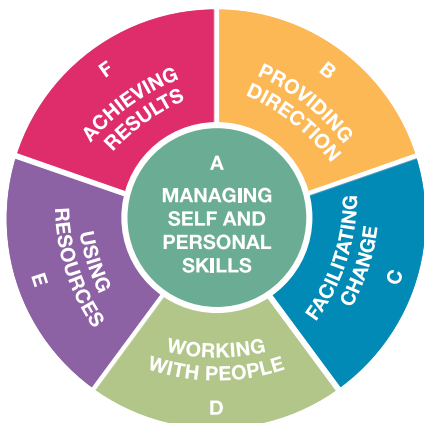 A
MANAGING
SELF AND
PERSONAL
SKILLS
B
PROVIDING
DIRECTION
C
FACILITATING
CHANGE
WORKING
WITH PEOPLE
D
E
USING
RESOURCES
F
ACHIEVING
RESULTS